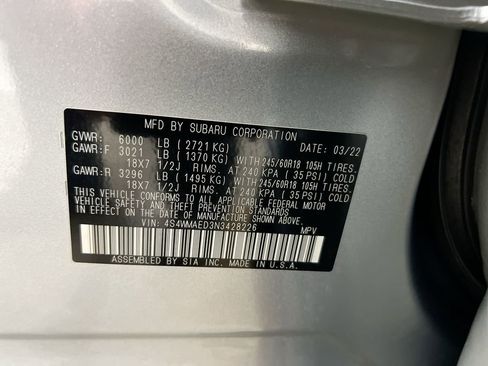 MFD BY SUBARU CORPORATION
GVWR: 6000 LB (2721 KG) DATE: 03/22
GAWR:F 3021 LB (1370 KG) WITH 245/60R18 105H TIRES.
18X7 1/2J RIMS. AT 240 KPA (35 PSI) COLD
GAWR:R 3296 LB (1495 KG) WITH 245/60R18 105H TIRES.
18X7 1/2J RIMS. AT 240 KPA (35 PSI) COLD
THIS VEHICLE CONFORMS TO ALL APPLICABLE FEDERAL MOTOR
VEHICLE SAFETY AND THEFT PREVENTION STANDARDS
IN EFFECT ON THE DATE OF MANUFACTURE SHOWN ABOVE
VIN: 4S4WMAED3N3428226 MPV
ASSEMBLED BY SIA INC. MADE IN U.S.A.